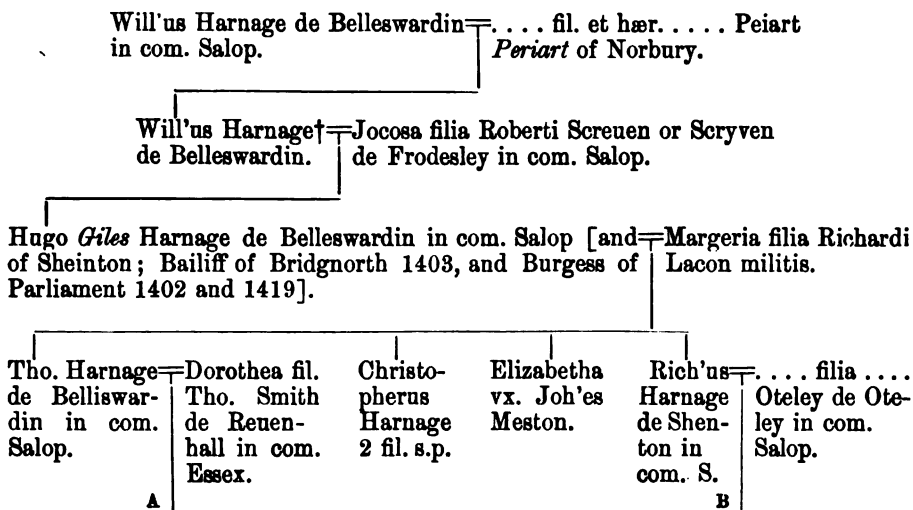 Will'us Harnage de Belleswardin=. . . . fil. et hær. . . . . Peiart
in com. Salop. Periart of Norbury.
Will'us Harnage†=Jocosa filia Roberti Screuen or Scryven
de Belleswardin. de Frodesley in com. Salop.
Hugo Giles Harnage de Belleswardin in com. Salop [and=Margeria filia Richardi
of Sheinton; Bailiff of Bridgnorth 1403, and Burgess of Lacon militis.
Parliament 1402 and 1419].
Tho. Harnage=Dorothea fil.
de Belliswar-
din in com.
Salop.
Tho. Smith
de Reuen-
hall in com.
Essex.
Christo-
pherus
Harnage
2 fil. s.p.
Elizabetha
vx. Joh'es
Meston.
Rich'us=. . . . filia . . . .
Harnage
de Shen-
ton in
com. S.
Oteley de Ote-
ley in com.
Salop.
A
B